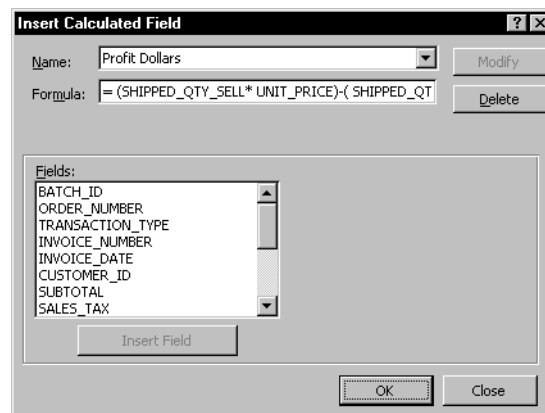 Insert Calculated Field
Name: Profit Dollars Modify
Formula: = (SHIPPED_QTY_SELL* UNIT_PRICE)-( SHIPPED_QT Delete
Fields:
BATCH_ID
ORDER_NUMBER
TRANSACTION_TYPE
INVOICE_NUMBER
INVOICE_DATE
CUSTOMER_ID
SUBTOTAL
SALES_TAX
Insert Field
OK Close